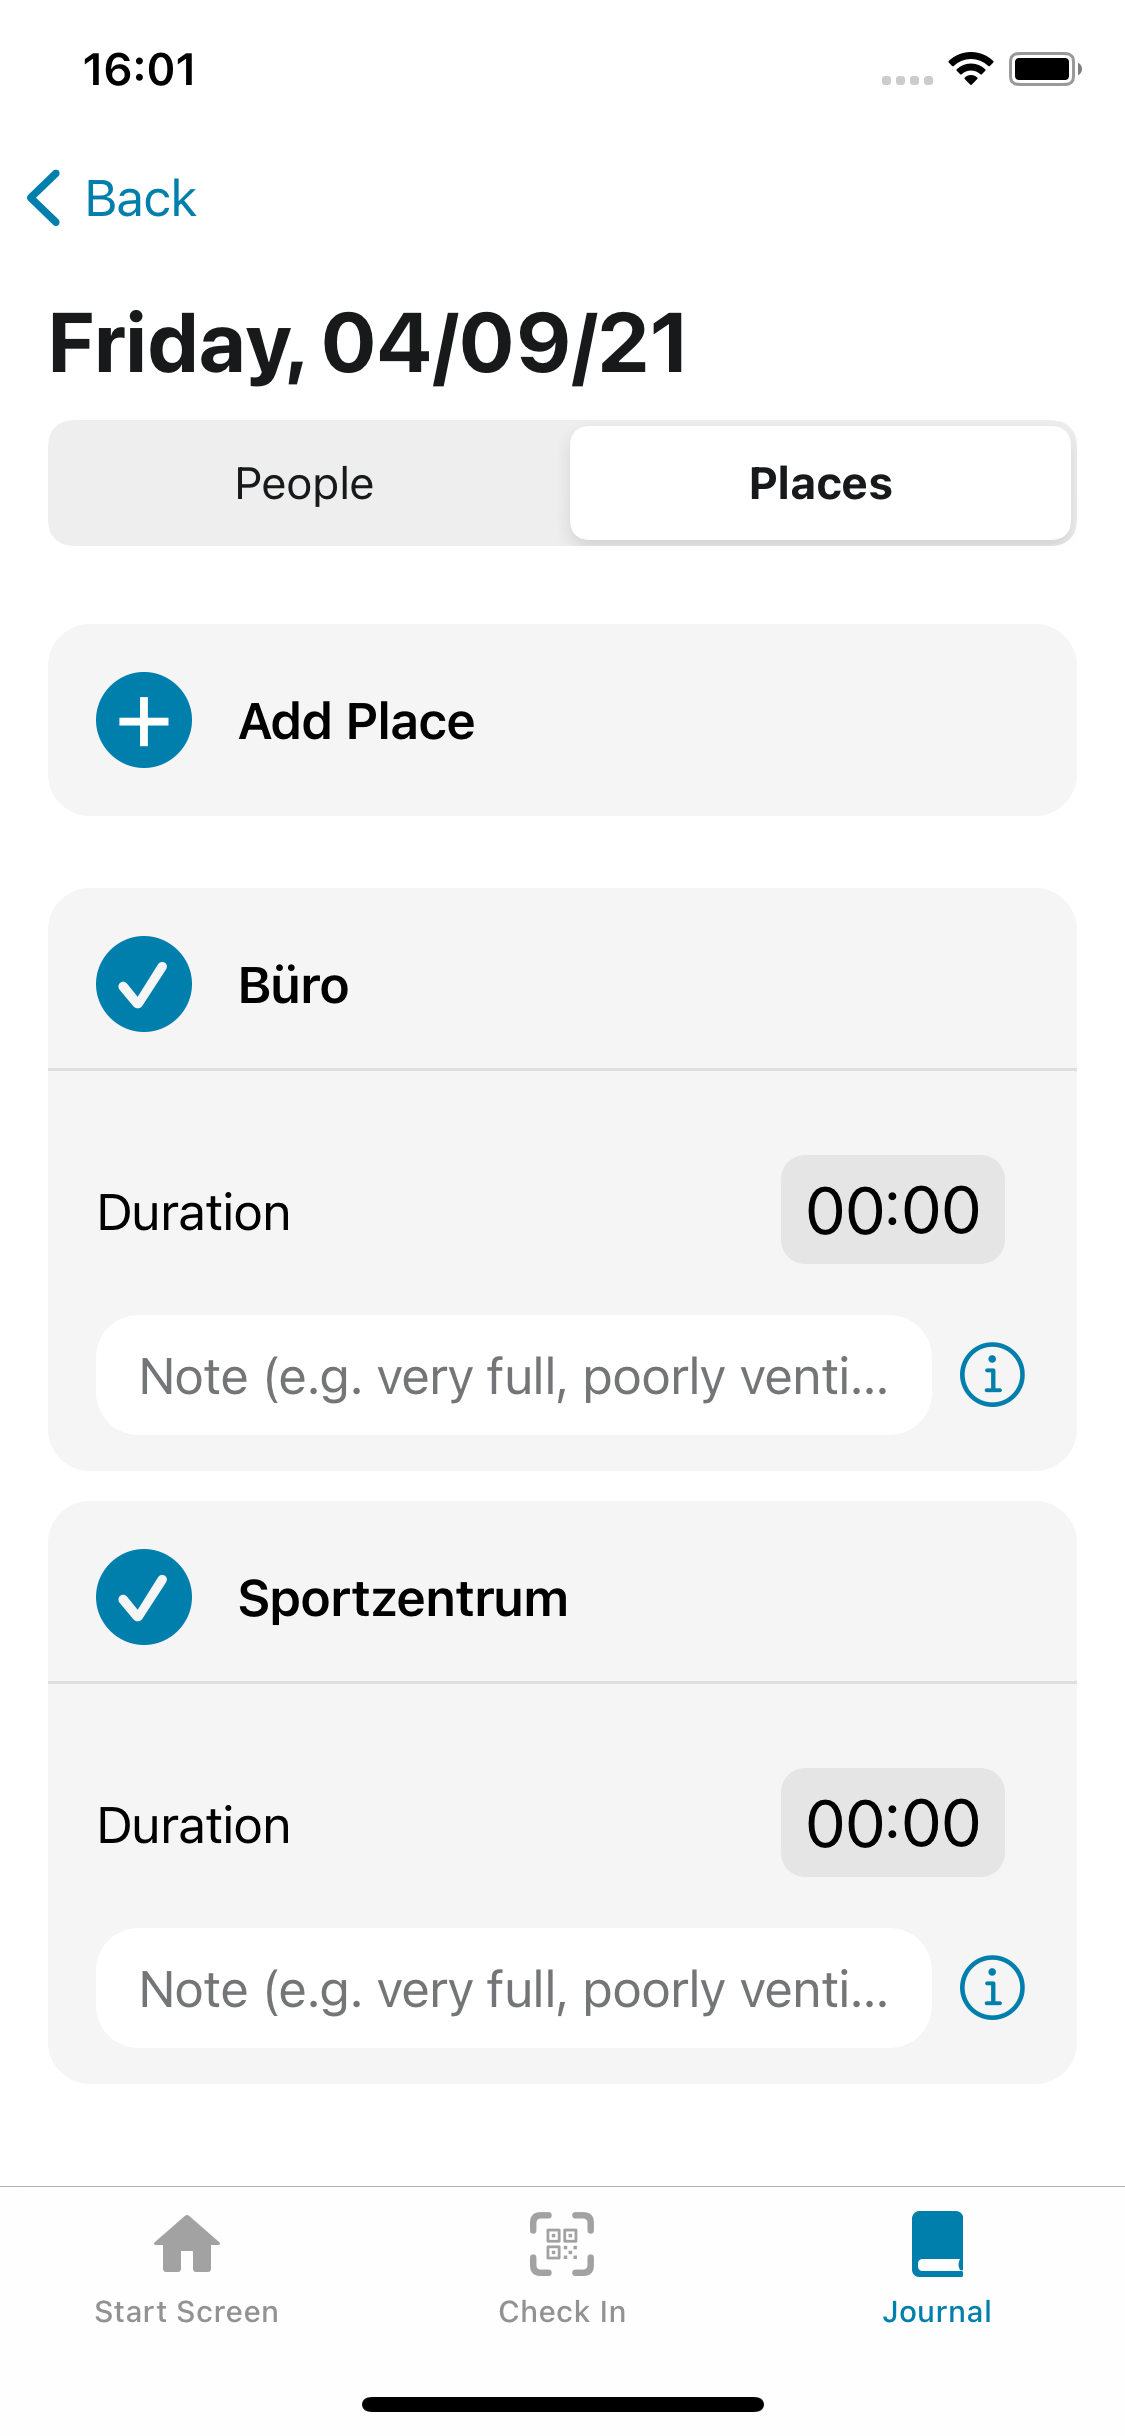 16:01
Back
Friday, 04/09/21
People
Places
Add Place
Büro
Duration
00:00
Note (e.g. very full, poorly venti...
Sportzentrum
Duration
00:00
Note (e.g. very full, poorly venti...
Start Screen
Check In
Journal